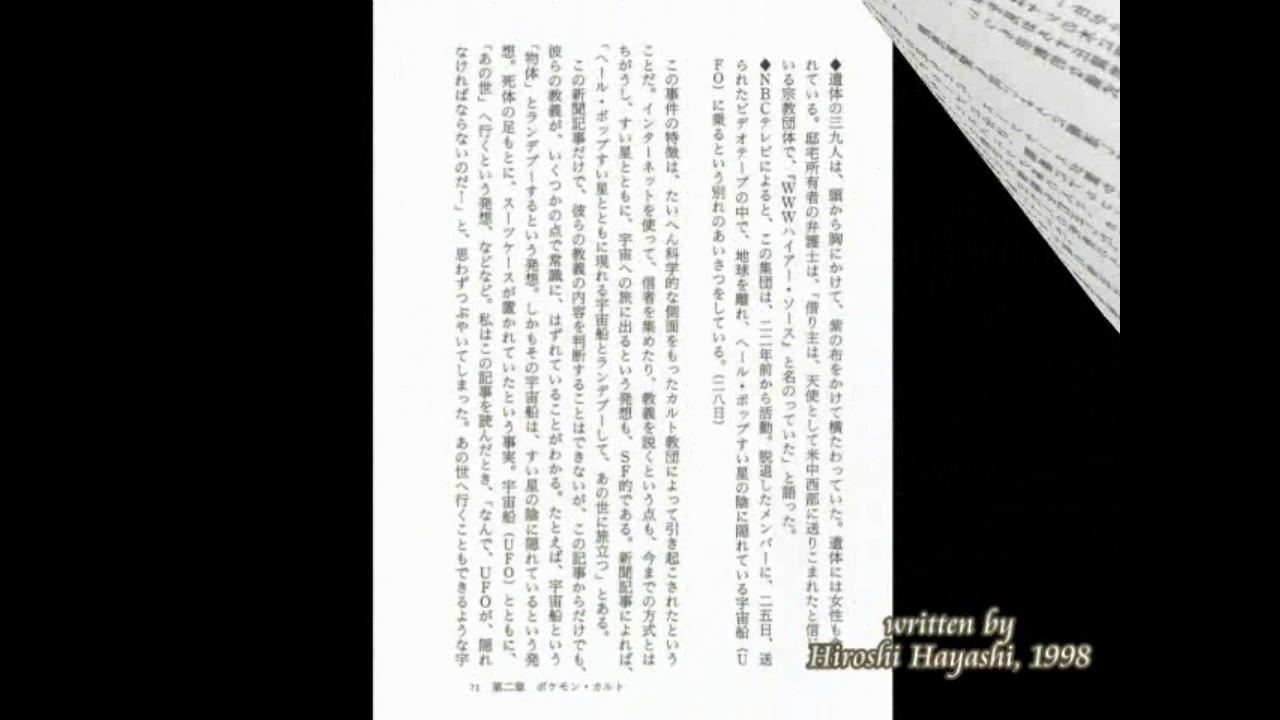 ◆遺体の三九人は、頭から胸にかけて、紫の布をかけて横たわっていた。遺体には女性も
れている。邸宅所有者の弁護士は、「借り主は、天使として米中西部に送りこまれたと信
いる宗教団体で、『WWWハイアー・ソース』と名のっていた」と語った。
◆NBCテレビによると、この集団は、二二年前から活動。脱退したメンバーに、二五日、送
られたビデオテープの中で、地球を離れ、ヘール・ボップすい星の陰に隠れている宇宙船（U
FO）に乗るという別れのあいさつをしている。（二八日）
この事件の特徴は、たいへん科学的な側面をもったカルト教団によって引き起こされたという
ことだ。インターネットを使って、信者を集めたり、教義を説くという点も、今までの方式とは
ちがうし、すい星とともに、宇宙への旅に出るという発想も、SF的である。新聞記事によれば、
「ヘール・ボップすい星とともに現れる宇宙船とランデブーして、あの世に旅立つ」とある。
この新聞記事だけで、彼らの教義の内容を判断することはできないが、この記事からだけでも、
彼らの教義が、いくつかの点で常識に、はずれていることがわかる。たとえば、宇宙船という
「物体」とランデブーするという発想。しかもその宇宙船は、すい星の陰に隠れているという発
想。死体の足もとに、スーツケースが置かれていたという事実。宇宙船（UFO）とともに、
「あの世」へ行くという発想、などなど。私はこの記事を読んだとき、「なんで、UFOが、隠れ
なければならないのだ！」と、思わずつぶやいてしまった。あの世へ行くこともできるような宇
71 第二章 ポケモン・カルト
written by
Hiroshi Hayashi, 1998